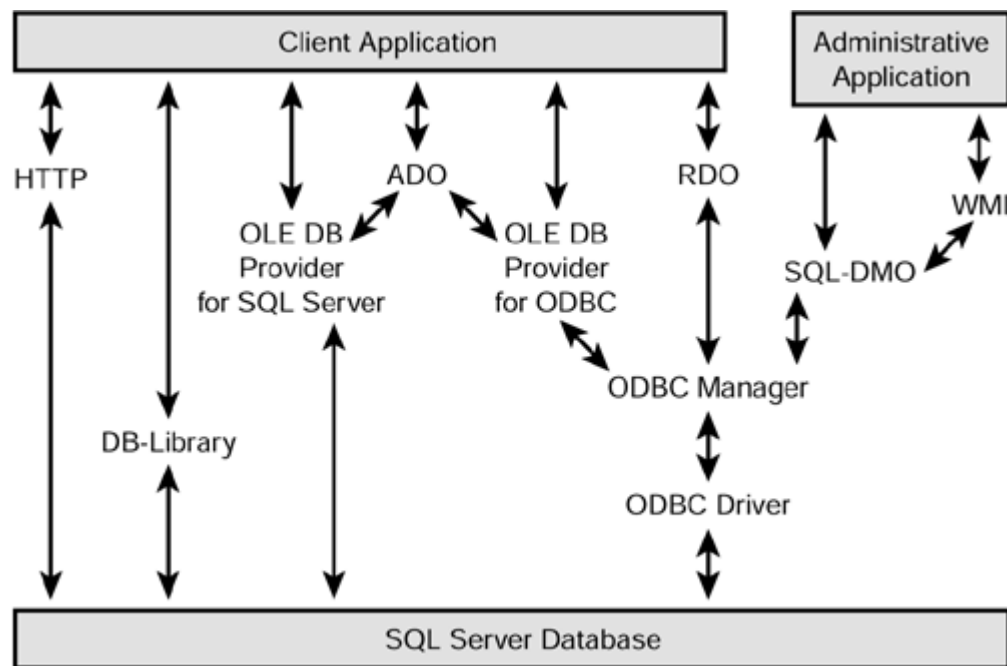 Client Application
Administrative
Application
HTTP
ADO
RDO
WMI
OLE DB
Provider
for SQL Server
OLE DB
Provider
for ODBC
SQL-DMO
ODBC Manager
DB-Library
ODBC Driver
SQL Server Database